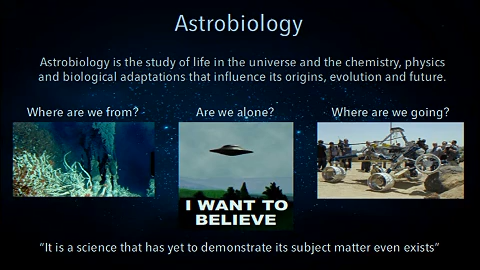 Astrobiology
Astrobiology is the study of life in the universe and the chemistry, physics
and biological adaptations that influence its origins, evolution and future.
Where are we from?
Are we alone?
Where are we going?
I WANT TO
BELIEVE
“It is a science that has yet to demonstrate its subject matter even exists”